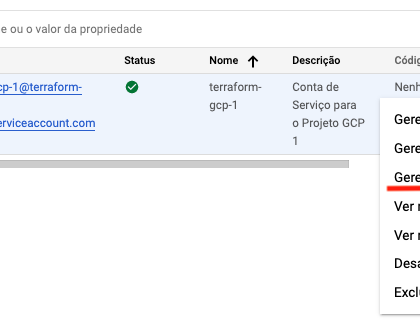 e ou o valor da propriedade
Status Nome Descrição Códig
cp-1@terraform-
erviceaccount.com
terraform-
gcp-1
Conta de
Serviço para
o Projeto GCP
1
Nenh
Gere
Gere
Gere
Ver
Ver
Desa
Exclu